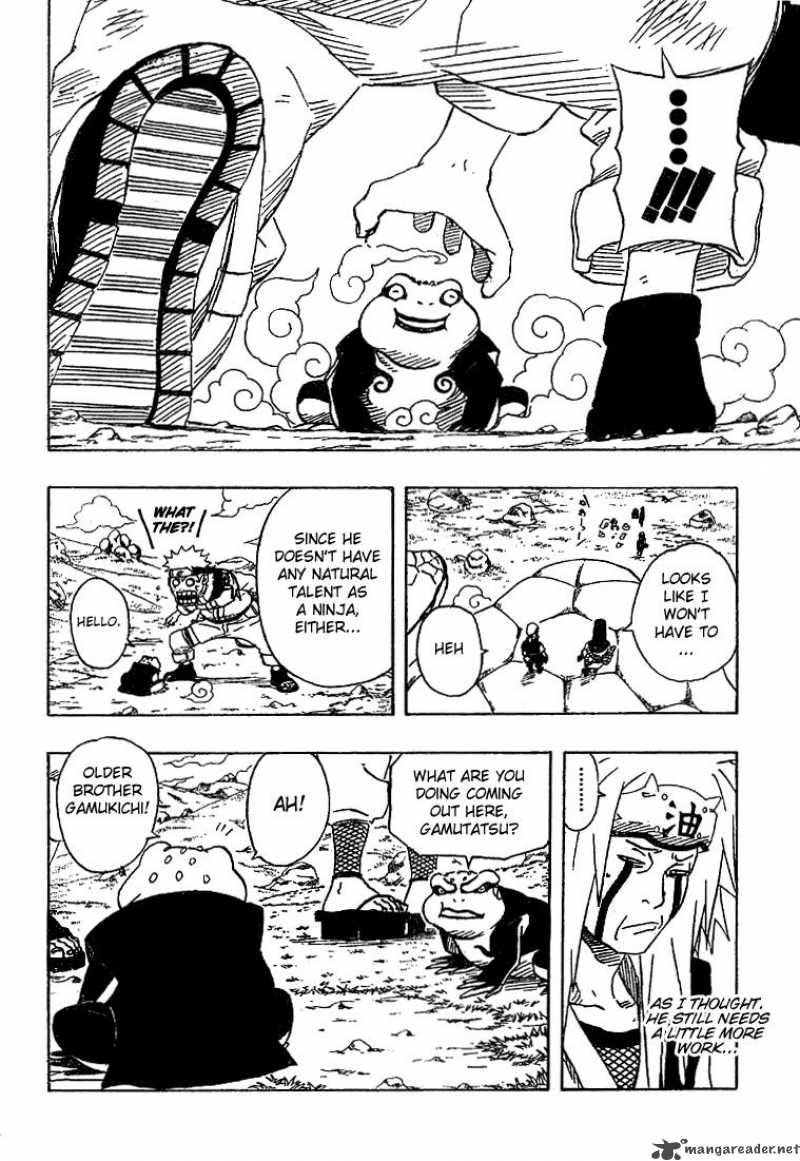 ....!!!
LOOKS
LIKE I
WON'T
HAVE TO
...
HEH
SINCE HE
DOESN'T HAVE
ANY NATURAL
TALENT AS
A NINJA,
EITHER...
WHAT
THE?!
HELLO.
油
......
AS I THOUGHT.
HE STILL NEEDS
A LITTLE MORE
WORK...
WHAT ARE YOU
DOING COMING
OUT HERE,
GAMUTATSU?
AH!
OLDER
BROTHER
GAMUKICHI!
mangareader.net